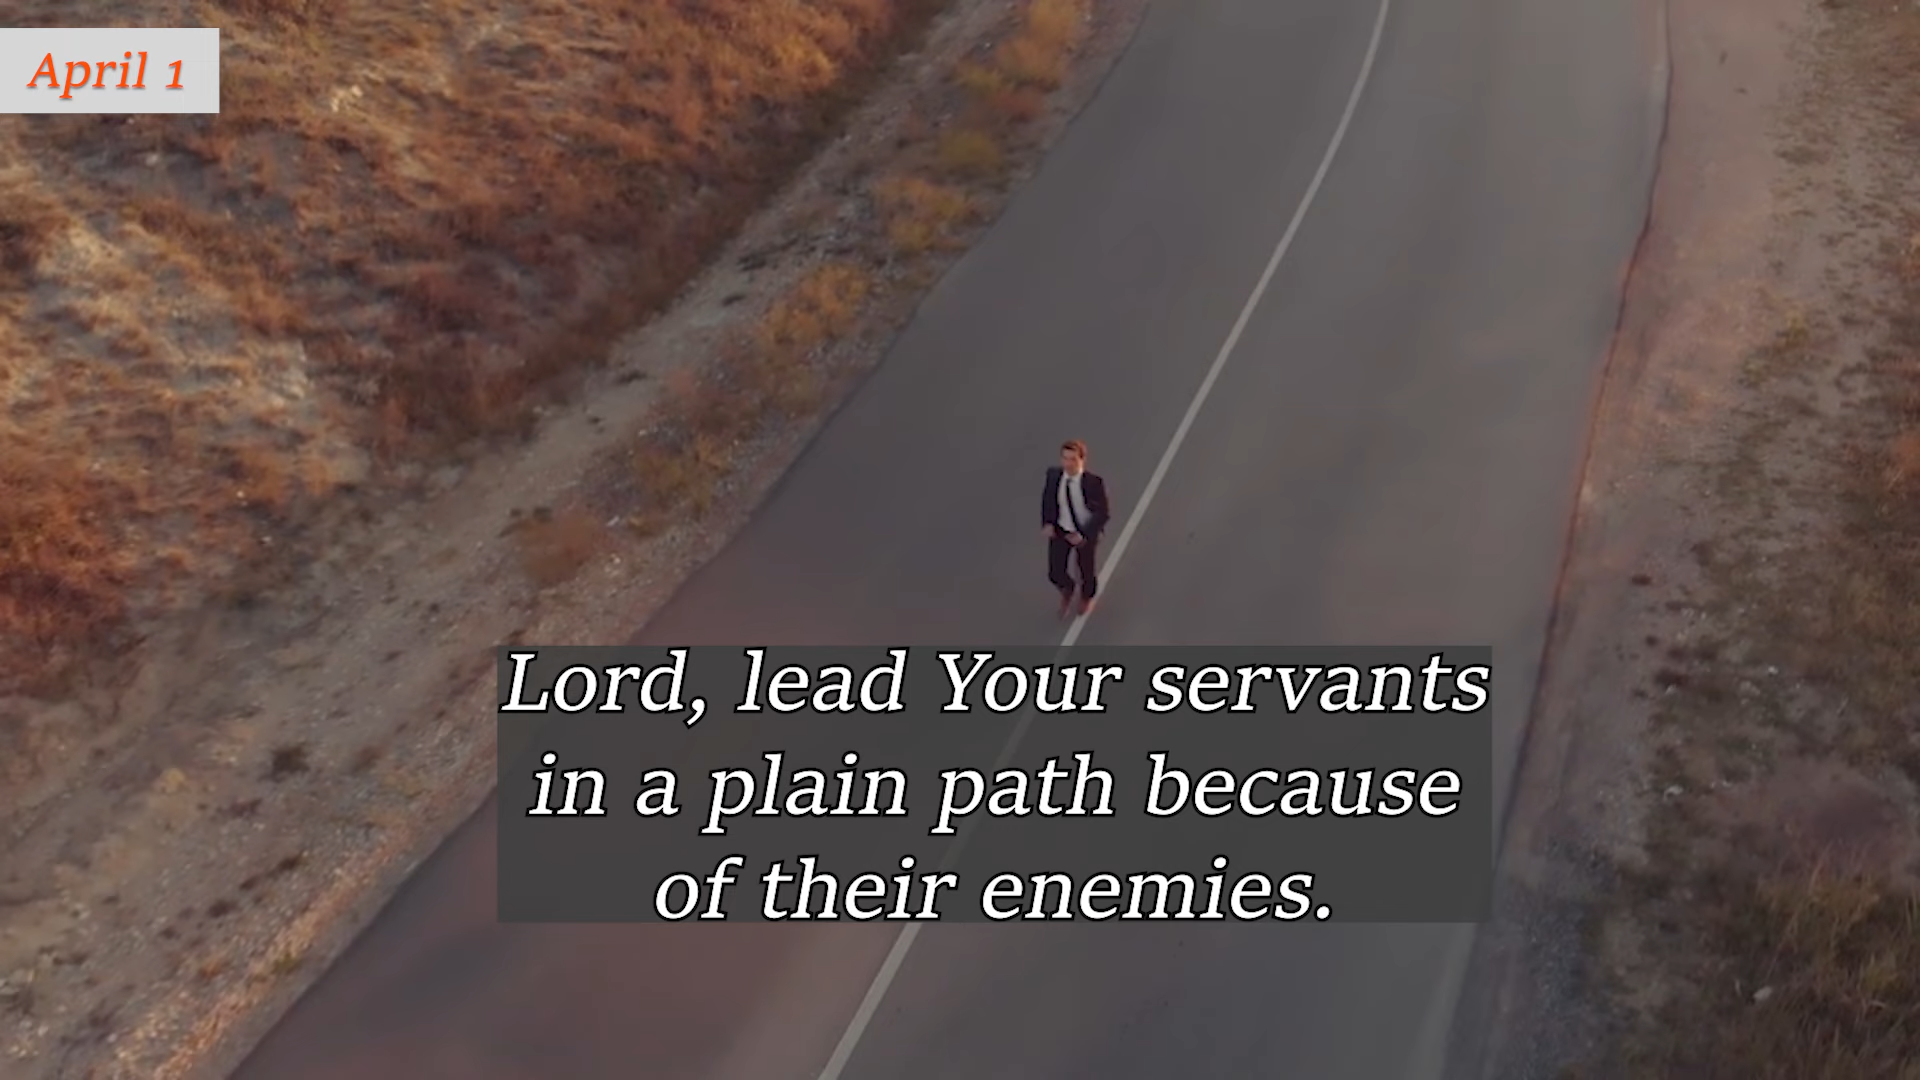 April 1
Lord, lead Your servants
in a plain path because
of their enemies.